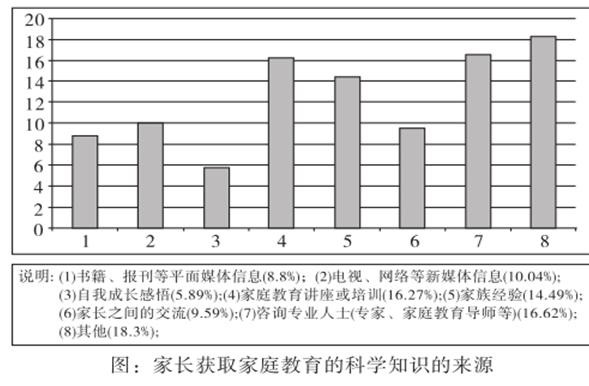 20
18
16
14
12
10
8
6
4
2
0
1 2 3 4 5 6 7 8
说明: (1)书籍、报刊等平面媒体信息(8.8%); (2)电视、网络等新媒体信息(10.04%);
(3)自我成长感悟(5.89%);(4)家庭教育讲座或培训(16.27%);(5)家族经验(14.49%);
(6)家长之间的交流(9.59%);(7)咨询专业人士(专家、家庭教育导师等)(16.62%);
(8)其他(18.3%);
图：家长获取家庭教育的科学知识的来源